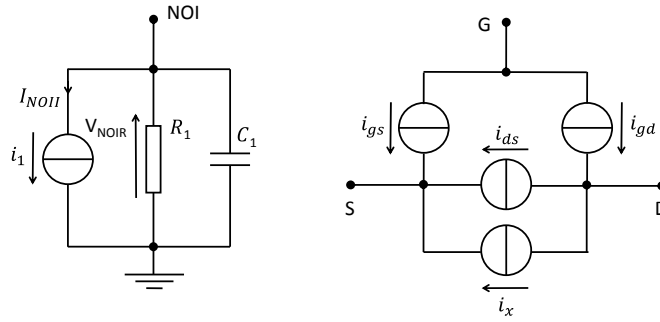 NOI
G
I_NOII
V_NOIR
R_1
C_1
i_1
i_gs
i_ds
i_gd
S
D
i_x